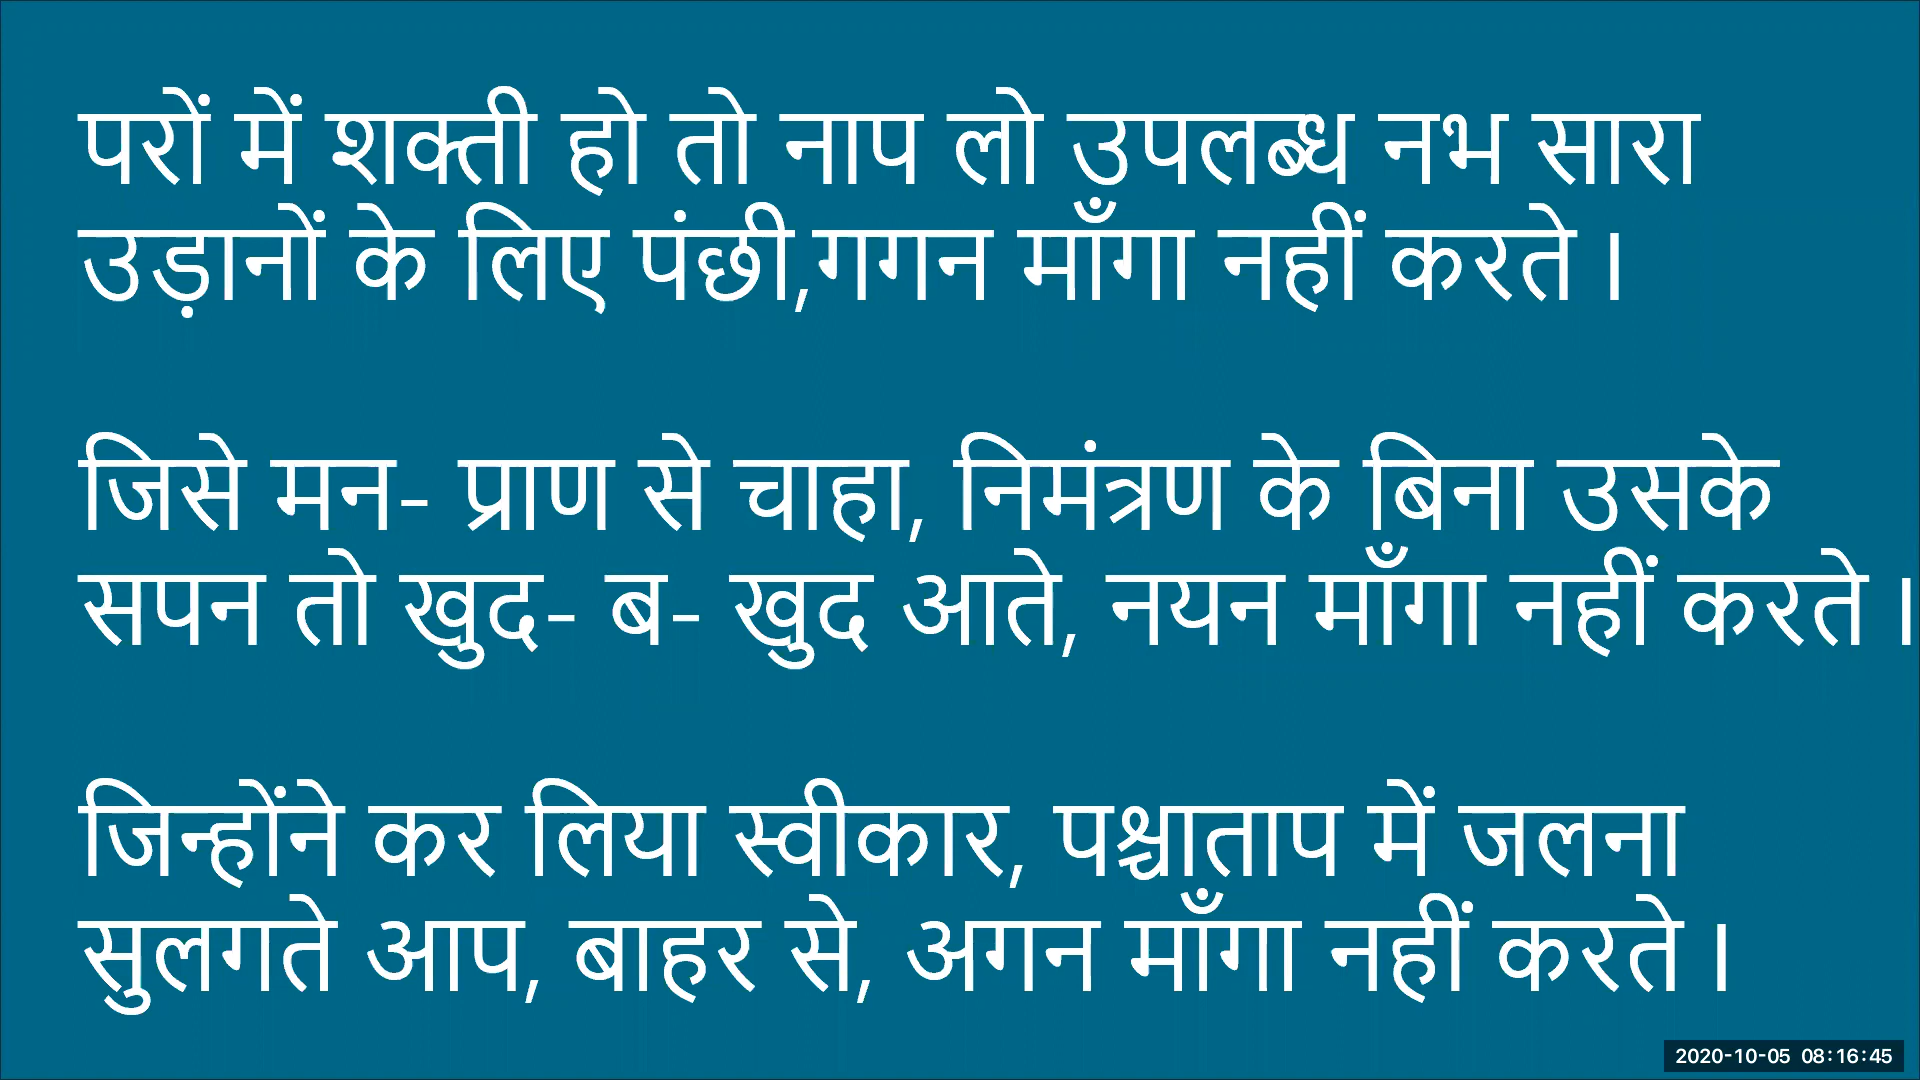 परों में शक्ती हो तो नाप लो उपलब्ध नभ सारा
उड़ानों के लिए पंछी,गगन माँगा नहीं करते ।
जिसे मन- प्राण से चाहा, निमंत्रण के बिना उसके
सपन तो खुद- ब- खुद आते, नयन माँगा नहीं करते ।
जिन्होंने कर लिया स्वीकार, पश्चाताप में जलना
सुलगते आप, बाहर से, अगन माँगा नहीं करते ।
2020-10-05 08:16:45